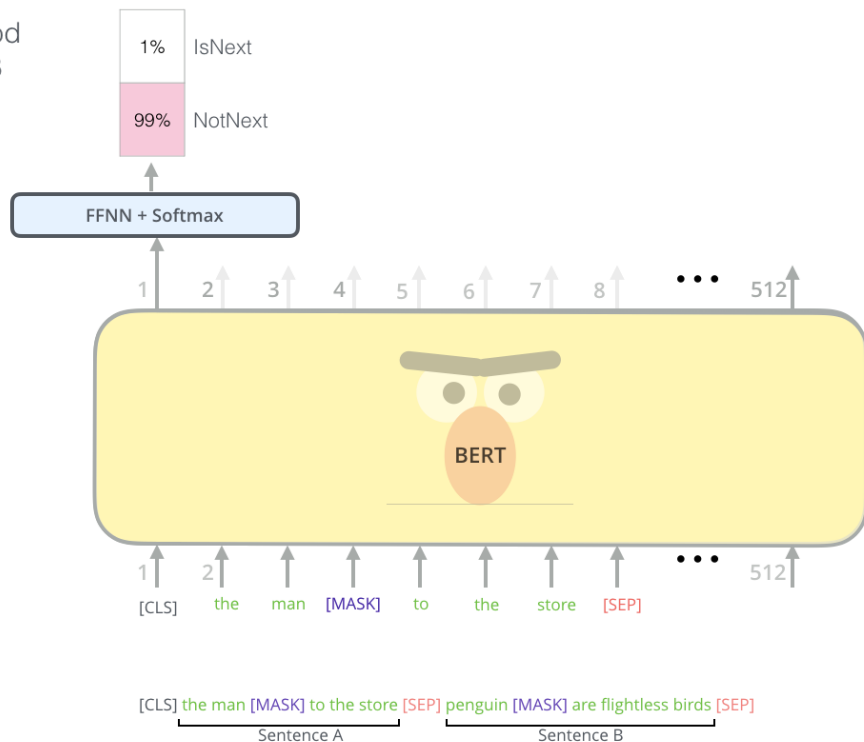 1% IsNext
99% NotNext
FFNN + Softmax
1 2 3 4 5 6 7 8 ••• 512
BERT
1 2 ••• 512
[CLS] the man [MASK] to the store [SEP]
[CLS] the man [MASK] to the store [SEP] penguin [MASK] are flightless birds [SEP]
Sentence A Sentence B